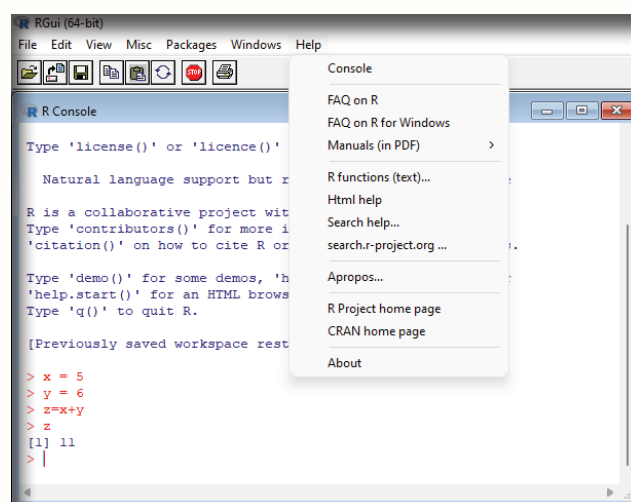 RGui (64-bit)
File Edit View Misc Packages Windows Help
STOP
R Console
Type 'license()' or 'licence()'
Natural language support but r
R is a collaborative project wit
Type 'contributors()' for more i
'citation()' on how to cite R or s.
Type 'demo()' for some demos, 'h
'help.start()' for an HTML brows
Type 'q()' to quit R.
[Previously saved workspace rest
> x = 5
> y = 6
> z=x+y
> z
[1] 11
>
Console
FAQ on R
FAQ on R for Windows
Manuals (in PDF) >
R functions (text)...
Html help
Search help...
search.r-project.org ...
Apropos...
R Project home page
CRAN home page
About